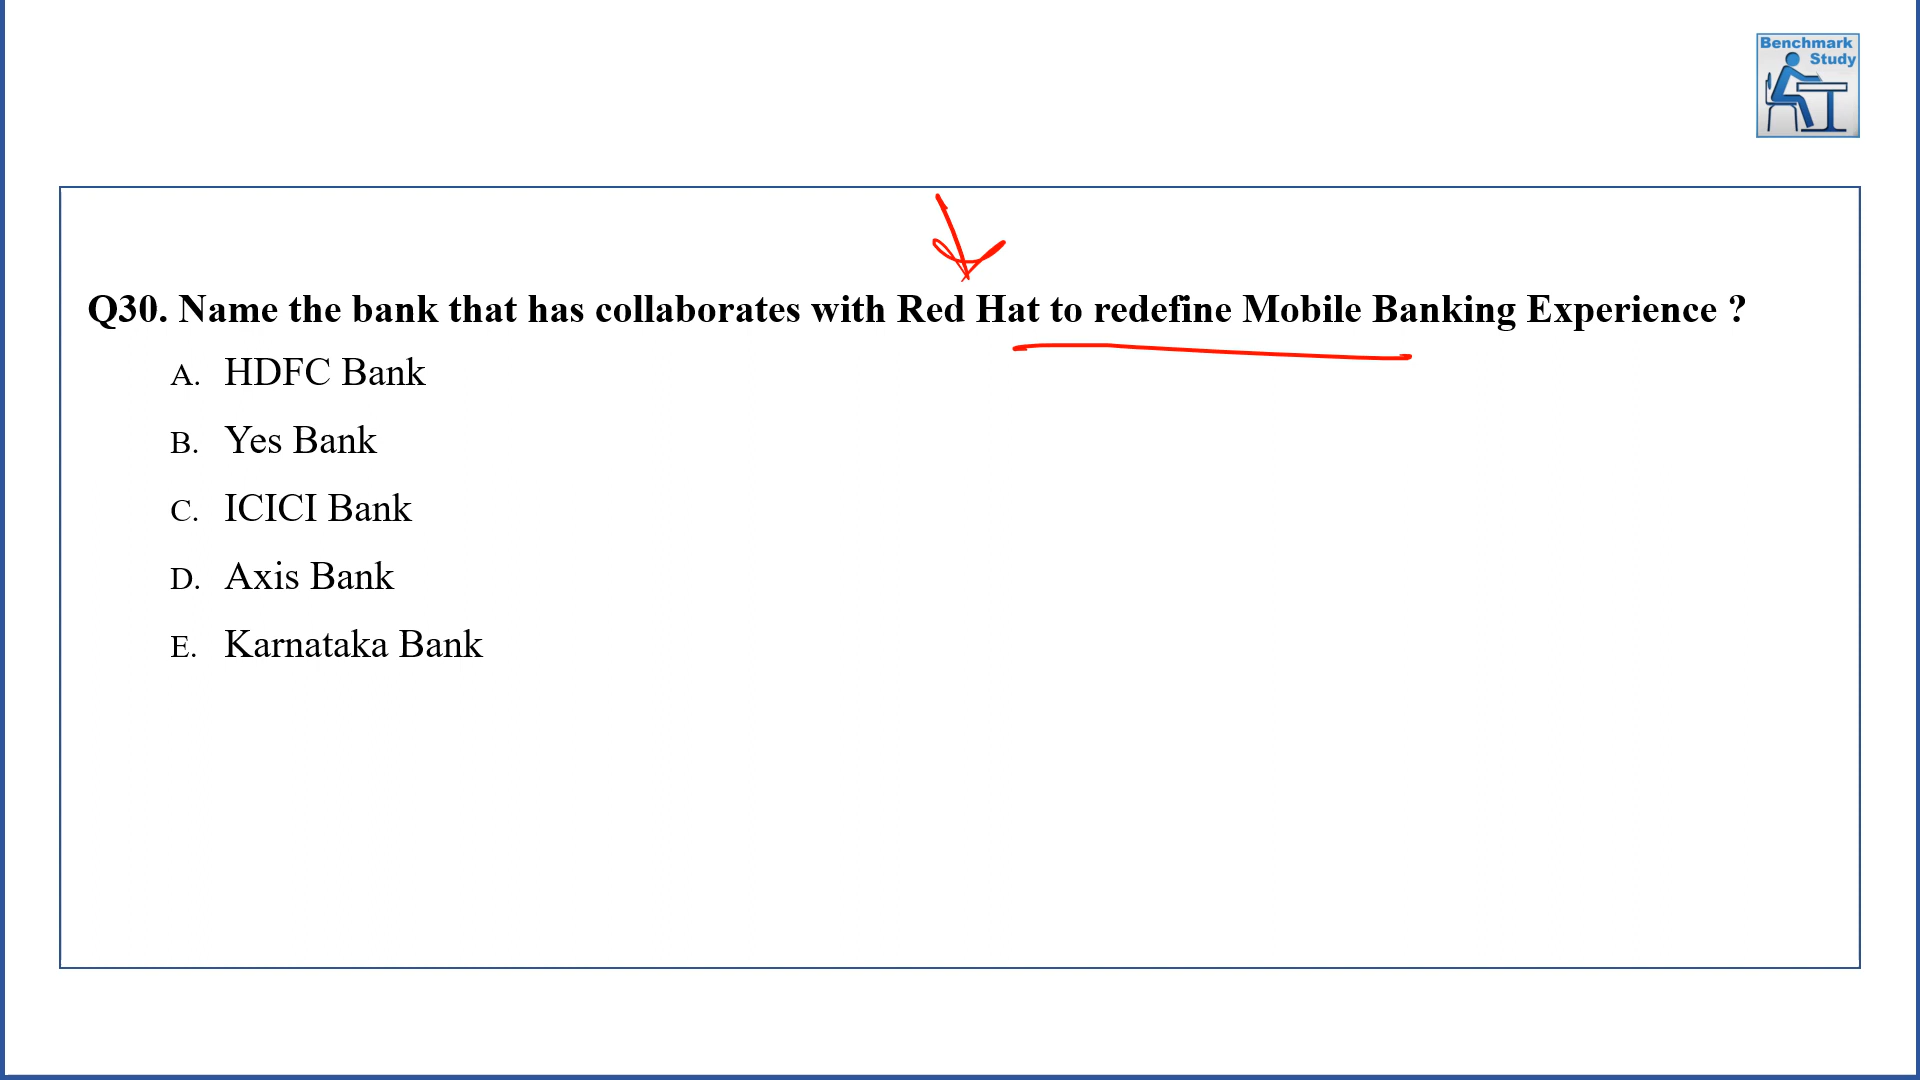 Benchmark
Study
Q30. Name the bank that has collaborates with Red Hat to redefine Mobile Banking Experience ?
A. HDFC Bank
B. Yes Bank
C. ICICI Bank
D. Axis Bank
E. Karnataka Bank